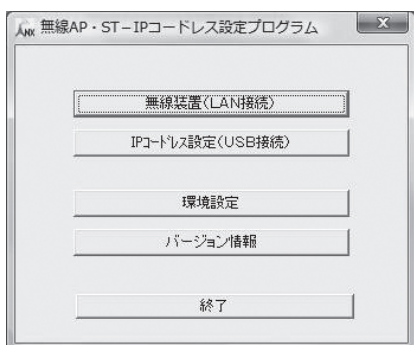 ANX 無線AP・ST－IPコードレス設定プログラム
無線装置(LAN接続)
IPｺｰﾄﾞﾚｽ設定(USB接続)
環境設定
バージョン情報
終了